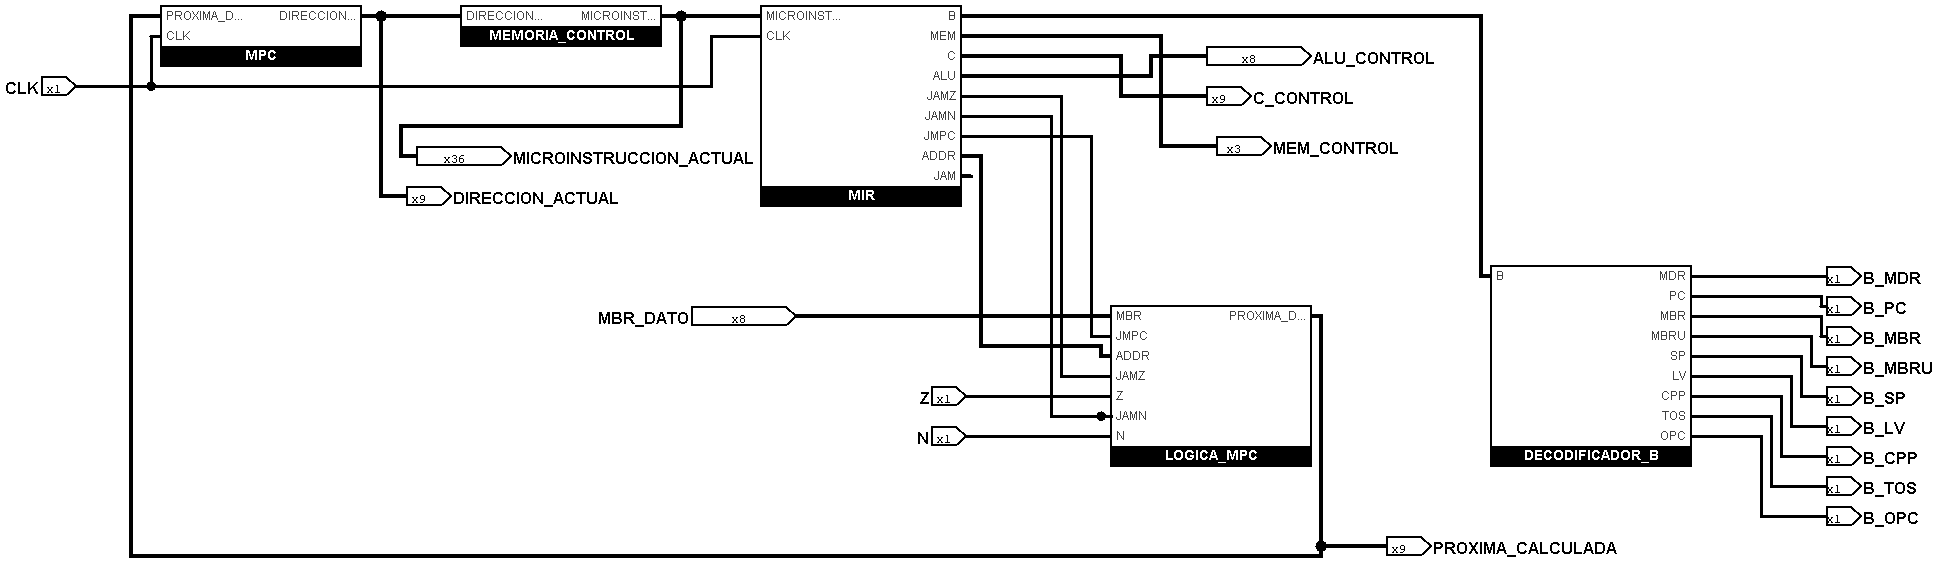 PROXIMA_D... DIRECCION...
CLK
MPC
DIRECCION... MICROINST...
MEMORIA_CONTROL
MICROINST... B
CLK MEM
C
ALU
JAMZ
JAMN
JMPC
ADDR
JAM
MIR
CLK x1
x36 MICROINSTRUCCION_ACTUAL
x9 DIRECCION_ACTUAL
x8 ALU_CONTROL
x9 C_CONTROL
x3 MEM_CONTROL
MBR_DATO x8
Z x1
N x1
MBR PROXIMA_D...
JMPC
ADDR
JAMZ
Z
JAMN
N
LOGICA_MPC
B MDR
PC
MBR
MBRU
SP
LV
CPP
TOS
OPC
DECODIFICADOR_B
x1 B_MDR
x1 B_PC
x1 B_MBR
x1 B_MBRU
x1 B_SP
x1 B_LV
x1 B_CPP
x1 B_TOS
x1 B_OPC
x9 PROXIMA_CALCULADA